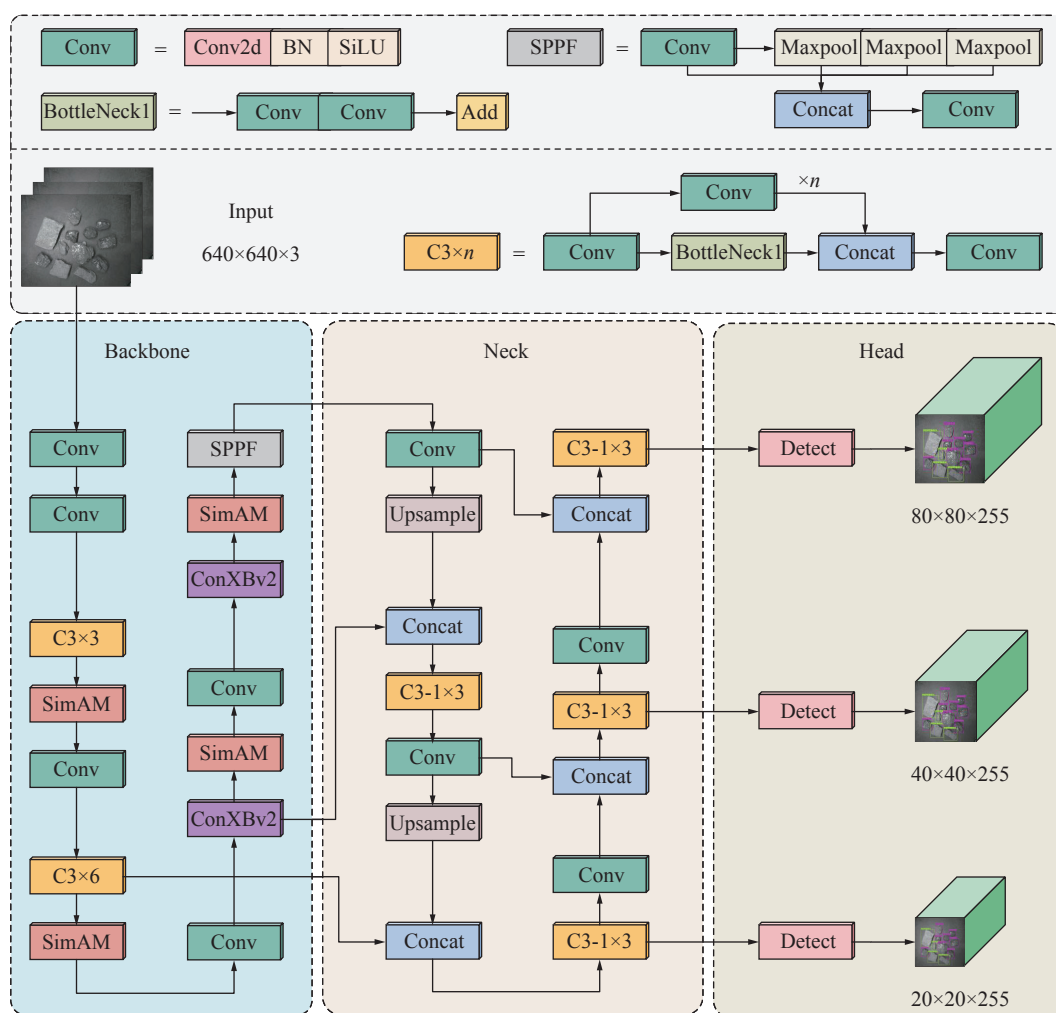 Conv = Conv2d BN SiLU
SPPF = Conv Maxpool Maxpool Maxpool
Concat Conv
BottleNeck1 = Conv Conv Add
Input
640×640×3
×n
Conv
C3×n = Conv BottleNeck1 Concat Conv
Backbone
Conv
Conv
C3×3
SimAM
Conv
C3×6
SimAM
Conv
ConXBv2
SimAM
Conv
ConXBv2
SimAM
SPPF
Neck
Conv
Upsample
Concat
C3-1×3
Conv
Upsample
Concat
C3-1×3
Conv
Concat
C3-1×3
Conv
Concat
C3-1×3
Head
Detect
80×80×255
Detect
40×40×255
Detect
20×20×255